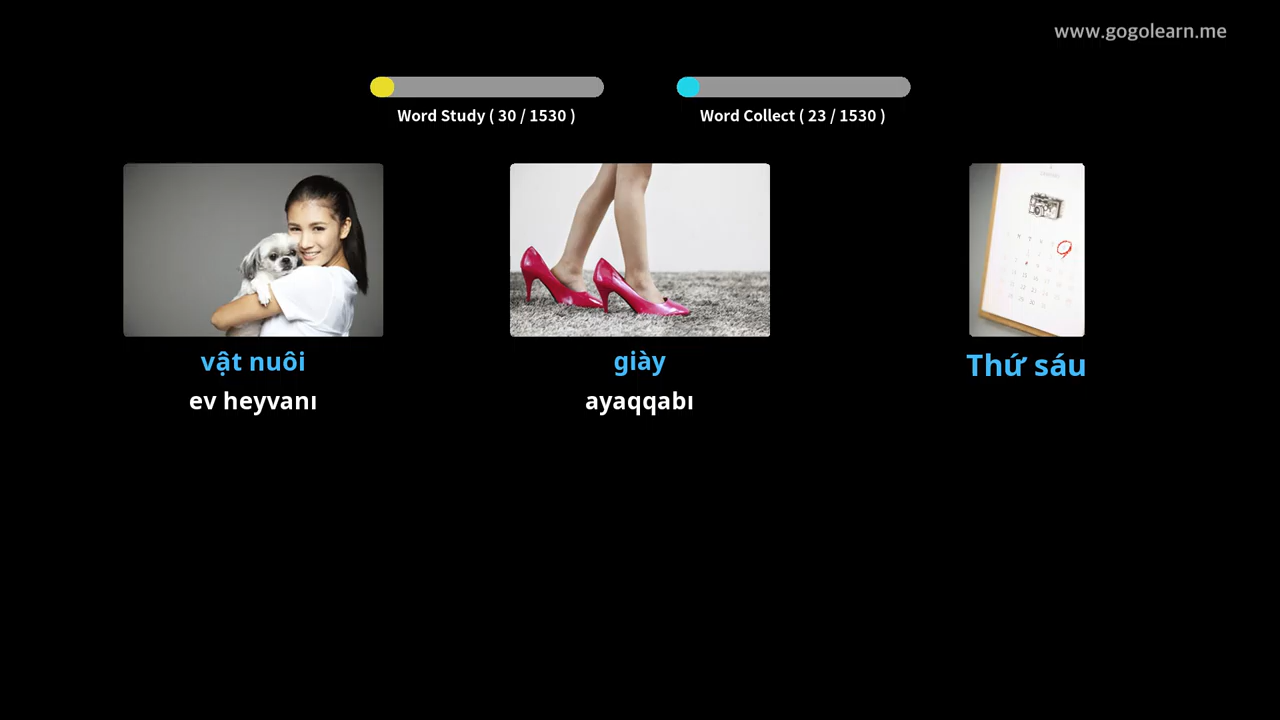 www.gogolearn.me
Word Study ( 30 / 1530 )
Word Collect ( 23 / 1530 )
vật nuôi
ev heyvanı
giày
ayaqqabı
Thứ sáu